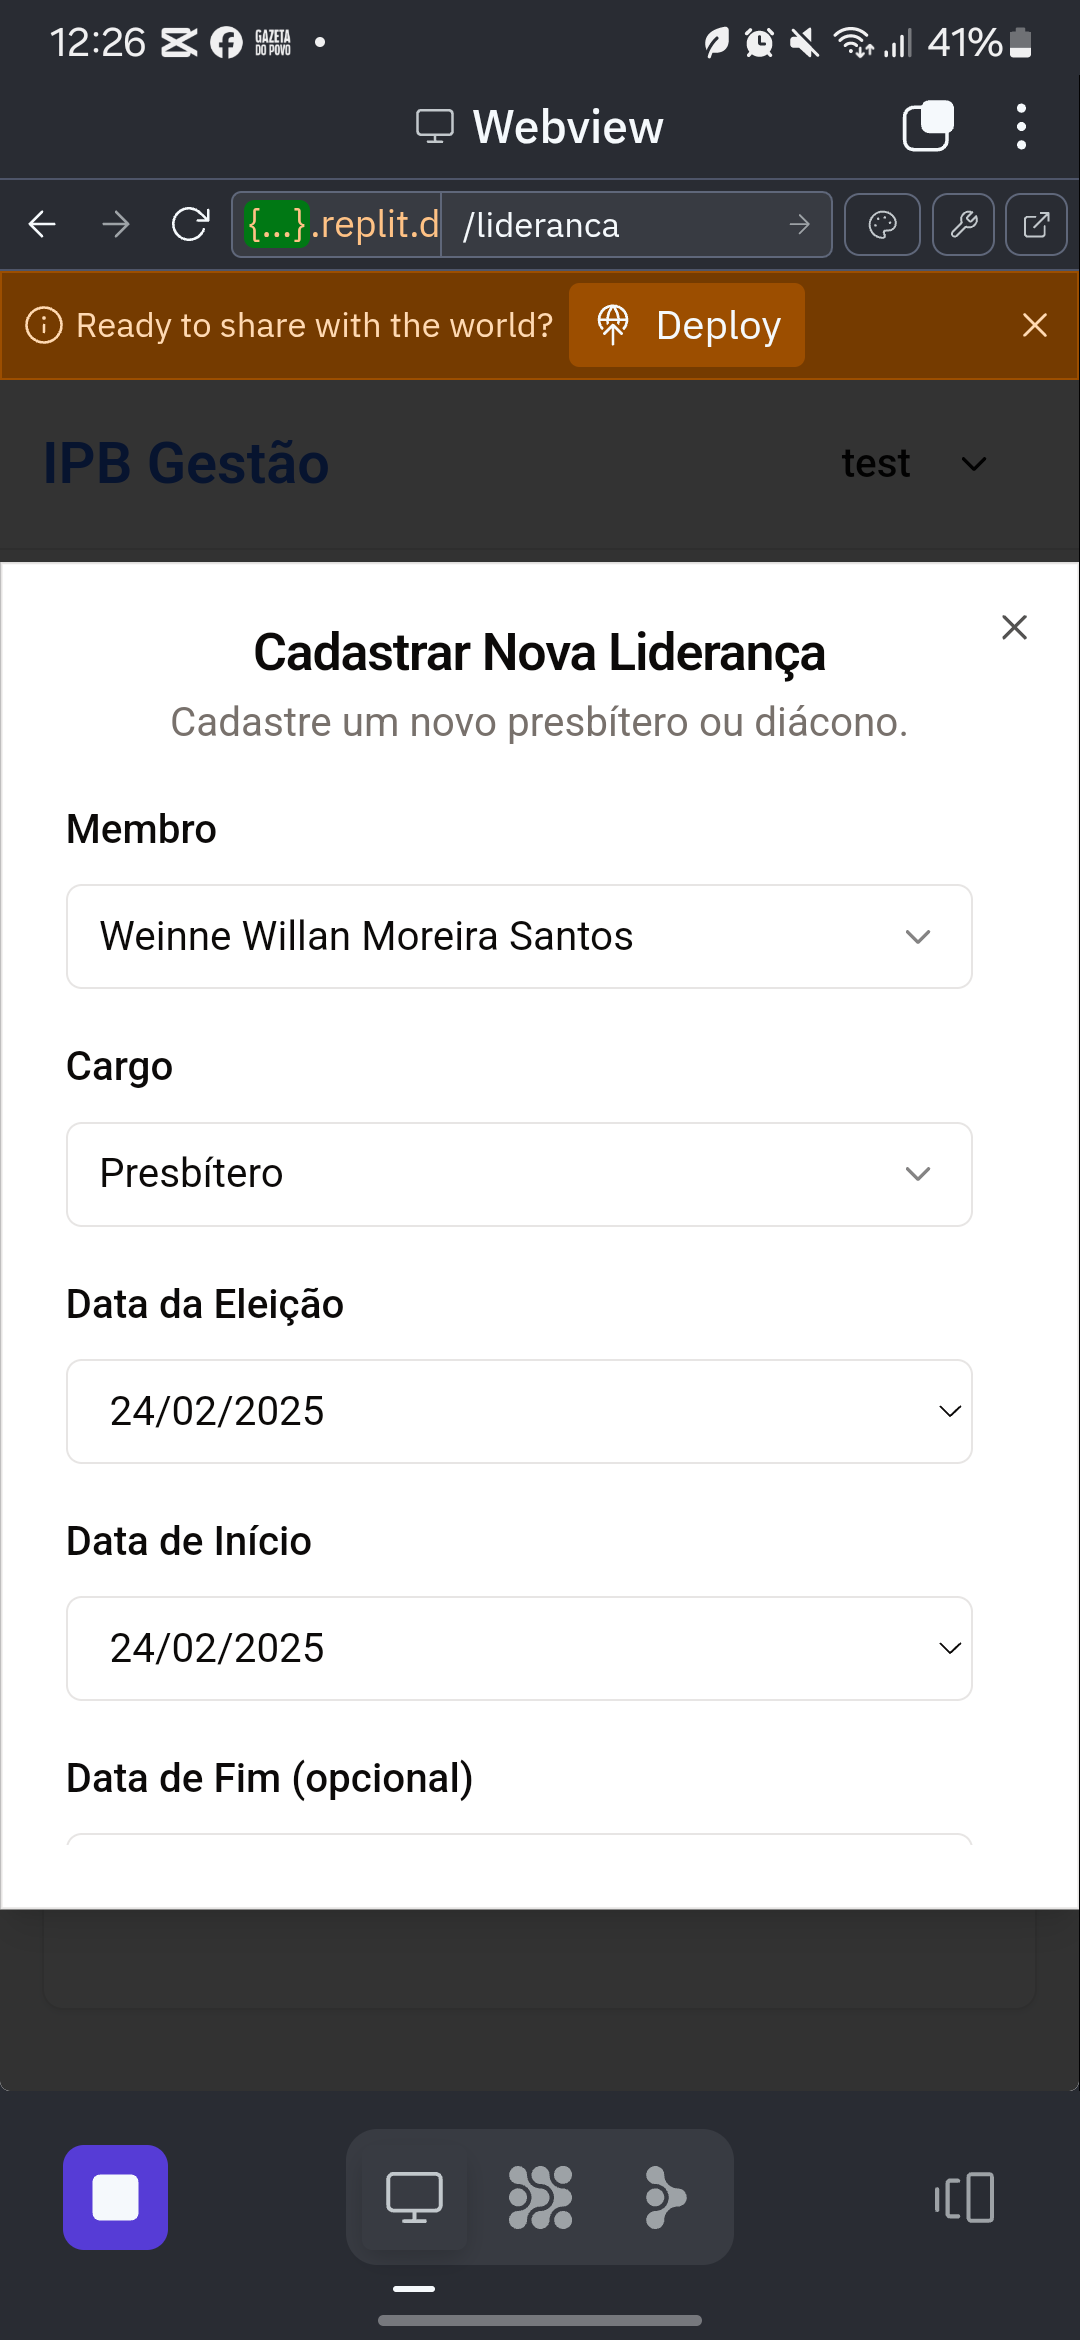 12:26 GAZETA DO POVO 41%
Webview
{...}.replit.d /lideranca
Ready to share with the world? Deploy
IPB Gestão test
Cadastrar Nova Liderança
Cadastre um novo presbítero ou diácono.
Membro
Weinne Willan Moreira Santos
Cargo
Presbítero
Data da Eleição
24/02/2025
Data de Início
24/02/2025
Data de Fim (opcional)